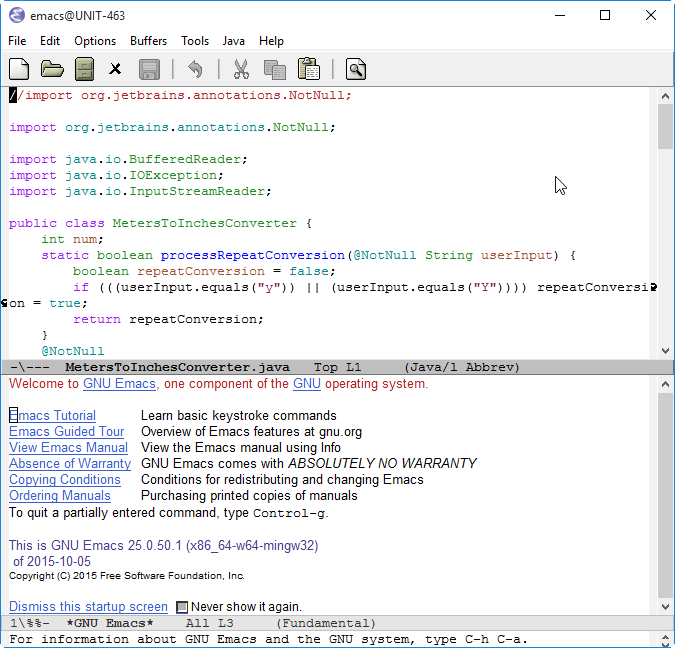 emacs@UNIT-463
File Edit Options Buffers Tools Java Help
//import org.jetbrains.annotations.NotNull;
import org.jetbrains.annotations.NotNull;
import java.io.BufferedReader;
import java.io.IOException;
import java.io.InputStreamReader;
public class MetersToInchesConverter {
    int num;
    static boolean processRepeatConversion(@NotNull String userInput) {
        boolean repeatConversion = false;
        if (((userInput.equals("y")) || (userInput.equals("Y")))) repeatConversi
on = true;
        return repeatConversion;
    }
    @NotNull
-\--- MetersToInchesConverter.java Top L1 (Java/l Abbrev)
Welcome to GNU Emacs, one component of the GNU operating system.
Emacs Tutorial Learn basic keystroke commands
Emacs Guided Tour Overview of Emacs features at gnu.org
View Emacs Manual View the Emacs manual using Info
Absence of Warranty GNU Emacs comes with ABSOLUTELY NO WARRANTY
Copying Conditions Conditions for redistributing and changing Emacs
Ordering Manuals Purchasing printed copies of manuals
To quit a partially entered command, type Control-g.
This is GNU Emacs 25.0.50.1 (x86_64-w64-mingw32)
 of 2015-10-05
Copyright (C) 2015 Free Software Foundation, Inc.
Dismiss this startup screen Never show it again.
1\%%- *GNU Emacs* All L3 (Fundamental)
For information about GNU Emacs and the GNU system, type C-h C-a.